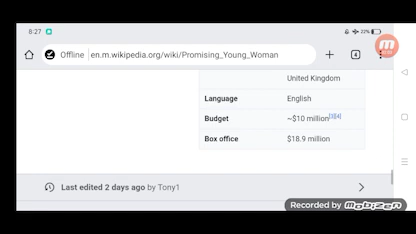 8:27 22%
Offline en.m.wikipedia.org/wiki/Promising_Young_Woman 4
United Kingdom
Language English
Budget ~$10 million[3][4]
Box office $18.9 million
Last edited 2 days ago by Tony1
Recorded by MOBIZEN